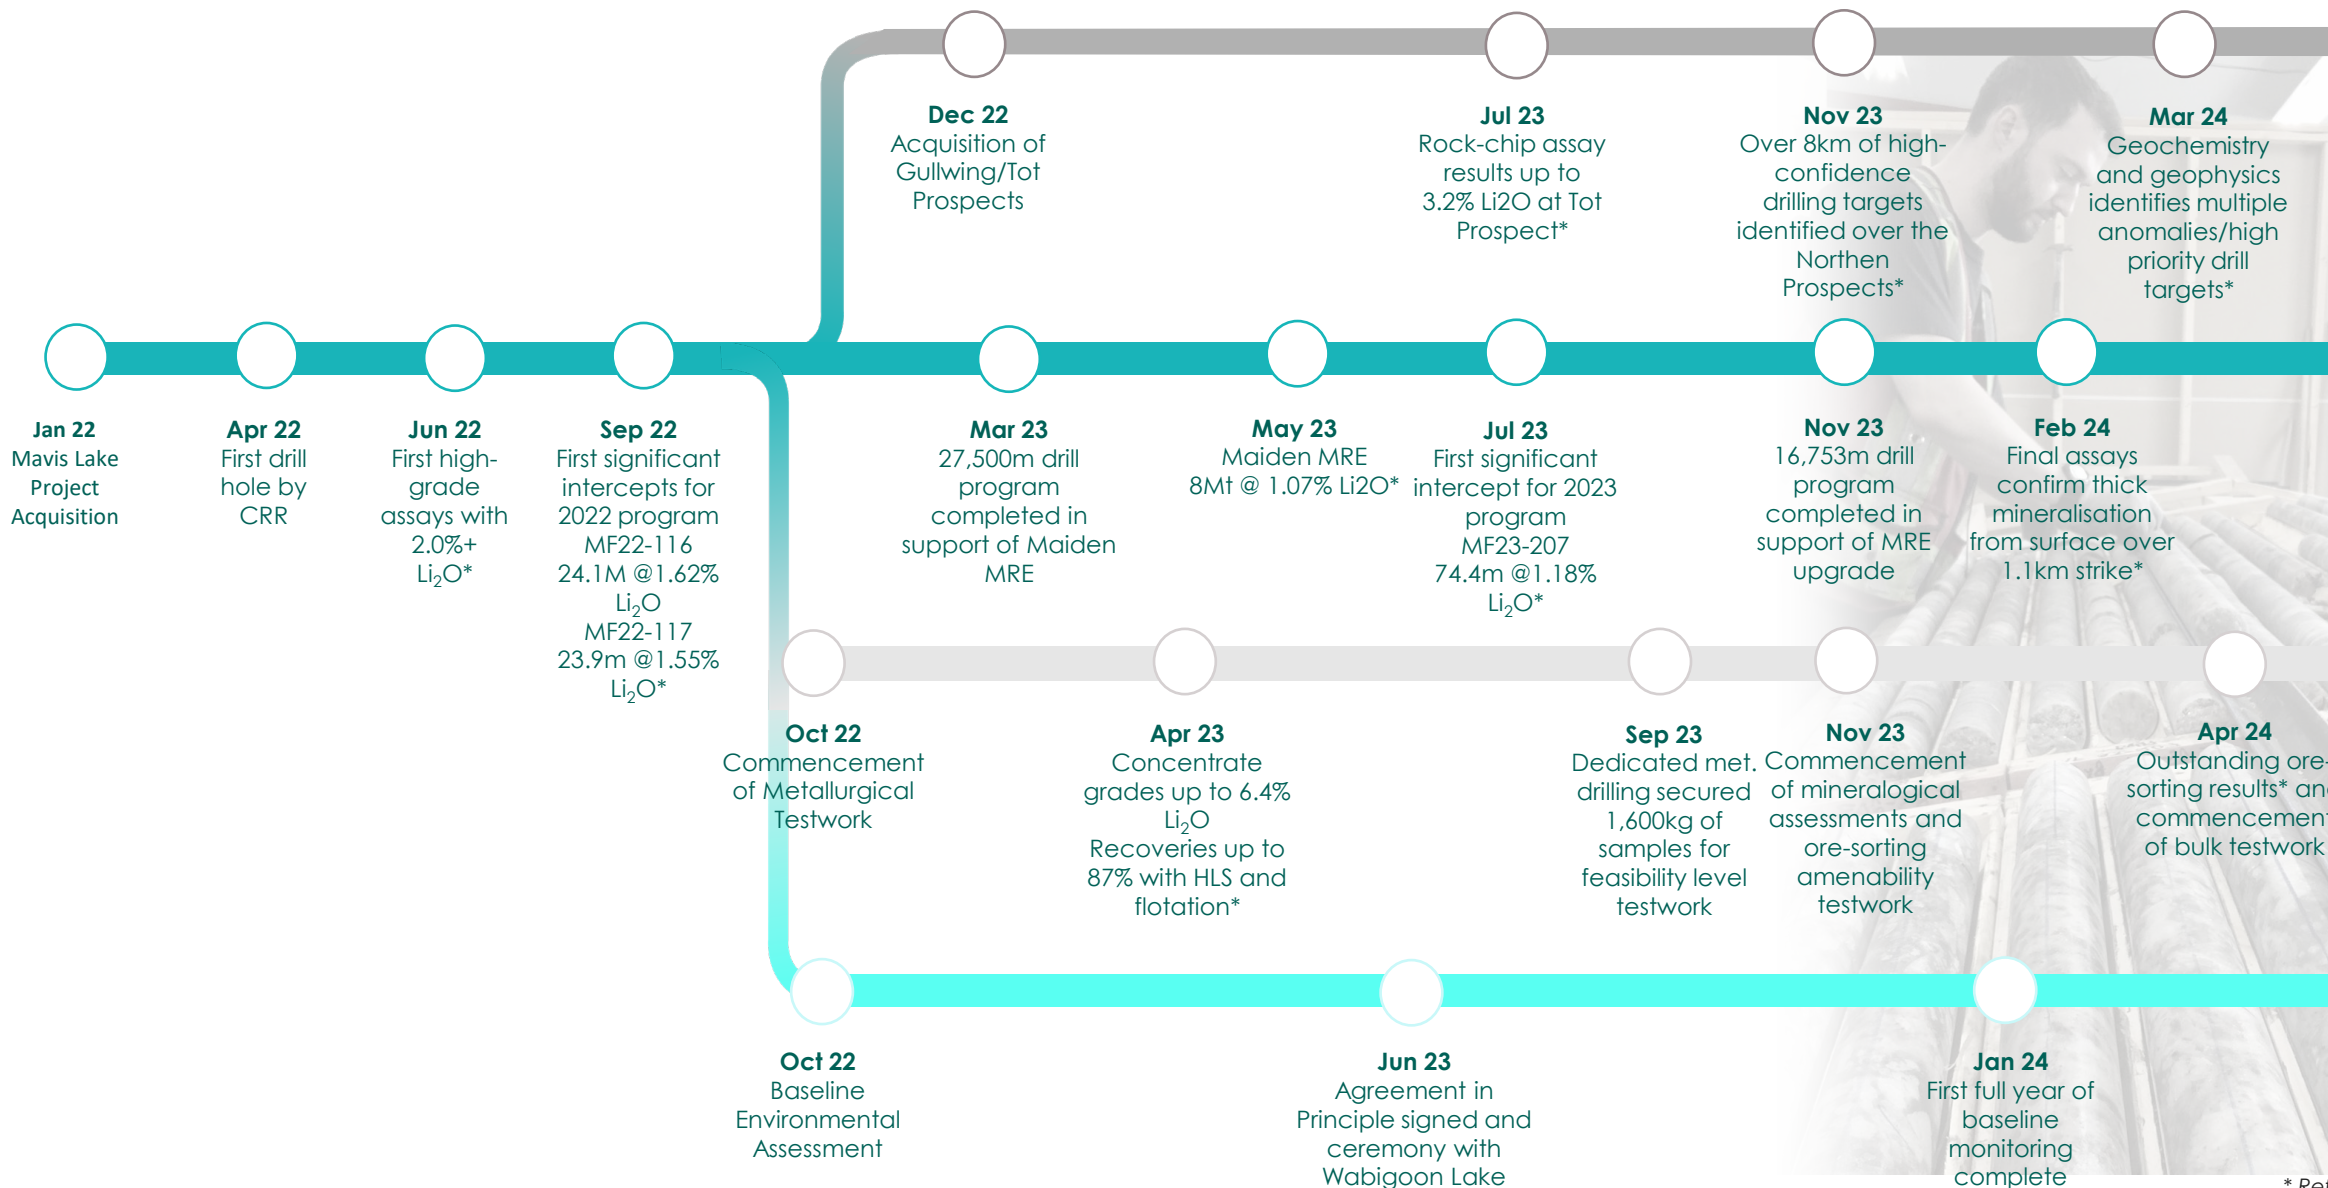 Dec 22
Acquisition of
Gullwing/Tot
Prospects
Jul 23
Rock-chip assay
results up to
3.2% Li2O at Tot
Prospect*
Nov 23
Over 8km of high-
confidence
drilling targets
identified over the
Northen
Prospects*
Mar 24
Geochemistry
and geophysics
identifies multiple
anomalies/high
priority drill
targets*
Jan 22
Mavis Lake
Project
Acquisition
Apr 22
First drill
hole by
CRR
Jun 22
First high-
grade
assays with
2.0%+
Li₂O*
Sep 22
First significant
intercepts for
2022 program
MF22-116
24.1M @1.62%
Li₂O
MF22-117
23.9m @1.55%
Li₂O*
Mar 23
27,500m drill
program
completed in
support of Maiden
MRE
May 23
Maiden MRE
8Mt @ 1.07% Li2O*
Jul 23
First significant
intercept for 2023
program
MF23-207
74.4m @1.18%
Li₂O*
Nov 23
16,753m drill
program
completed in
support of MRE
upgrade
Feb 24
Final assays
confirm thick
mineralisation
from surface over
1.1km strike*
Oct 22
Commencement
of Metallurgical
Testwork
Apr 23
Concentrate
grades up to 6.4%
Li₂O
Recoveries up to
87% with HLS and
flotation*
Sep 23
Dedicated met.
drilling secured
1,600kg of
samples for
feasibility level
testwork
Nov 23
Commencement
of mineralogical
assessments and
ore-sorting
amenability
testwork
Apr 24
Outstanding ore-
sorting results* and
commencement
of bulk testwork
Oct 22
Baseline
Environmental
Assessment
Jun 23
Agreement in
Principle signed and
ceremony with
Wabigoon Lake
Jan 24
First full year of
baseline
monitoring
complete